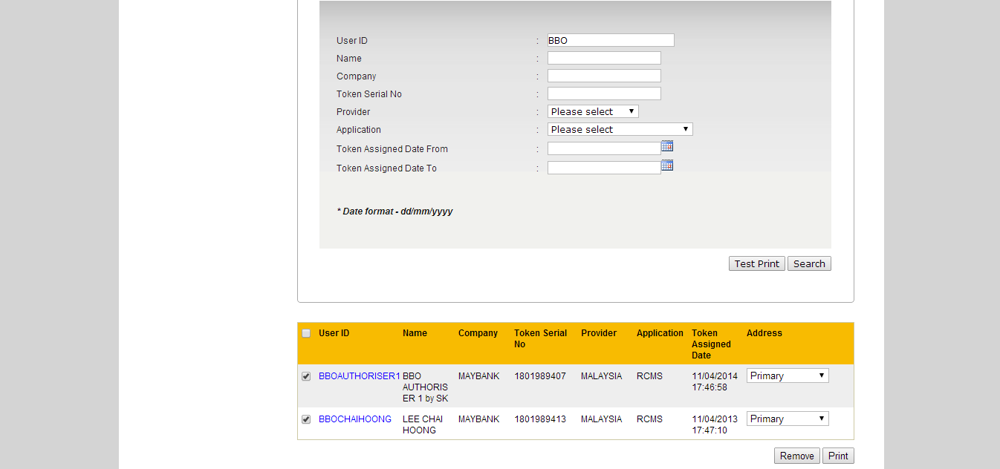 User ID : BBO
Name :
Company :
Token Serial No :
Provider : Please select
Application : Please select
Token Assigned Date From :
Token Assigned Date To :
* Date format - dd/mm/yyyy
Test Print Search
User ID Name Company Token Serial No Provider Application Token Assigned Date Address
BBOAUTHORISER1 BBO AUTHORISER 1 by SK MAYBANK 1801989407 MALAYSIA RCMS 11/04/2014 17:46:58 Primary
BBOCHAIHOONG LEE CHAI HOONG MAYBANK 1801989413 MALAYSIA RCMS 11/04/2013 17:47:10 Primary
Remove Print